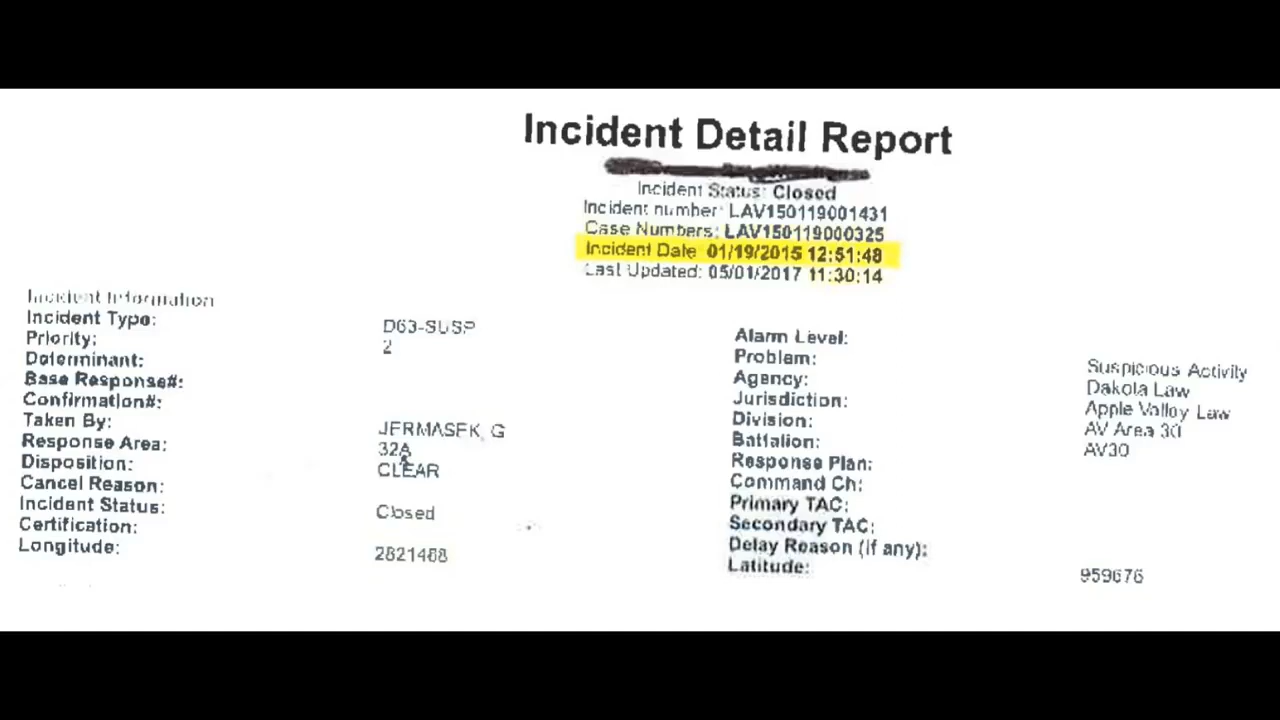 Incident Detail Report
Incident Status: Closed
Incident number: LAV150119001431
Case Numbers: LAV150119000325
Incident Date: 01/19/2015 12:51:48
Last Updated: 05/01/2017 11:30:14
Incident Information
Incident Type: D63-SUSP
Priority: 2
Determinant:
Base Response#:
Confirmation#:
Taken By: JERMASEK, G
Response Area: 32A
Disposition: CLEAR
Cancel Reason:
Incident Status: Closed
Certification:
Longitude: 2821488
Alarm Level:
Problem: Suspicious Activity
Agency: Dakota Law
Jurisdiction: Apple Valley Law
Division: AV Area 30
Battalion: AV30
Response Plan:
Command Ch:
Primary TAC:
Secondary TAC:
Delay Reason (if any):
Latitude: 959676